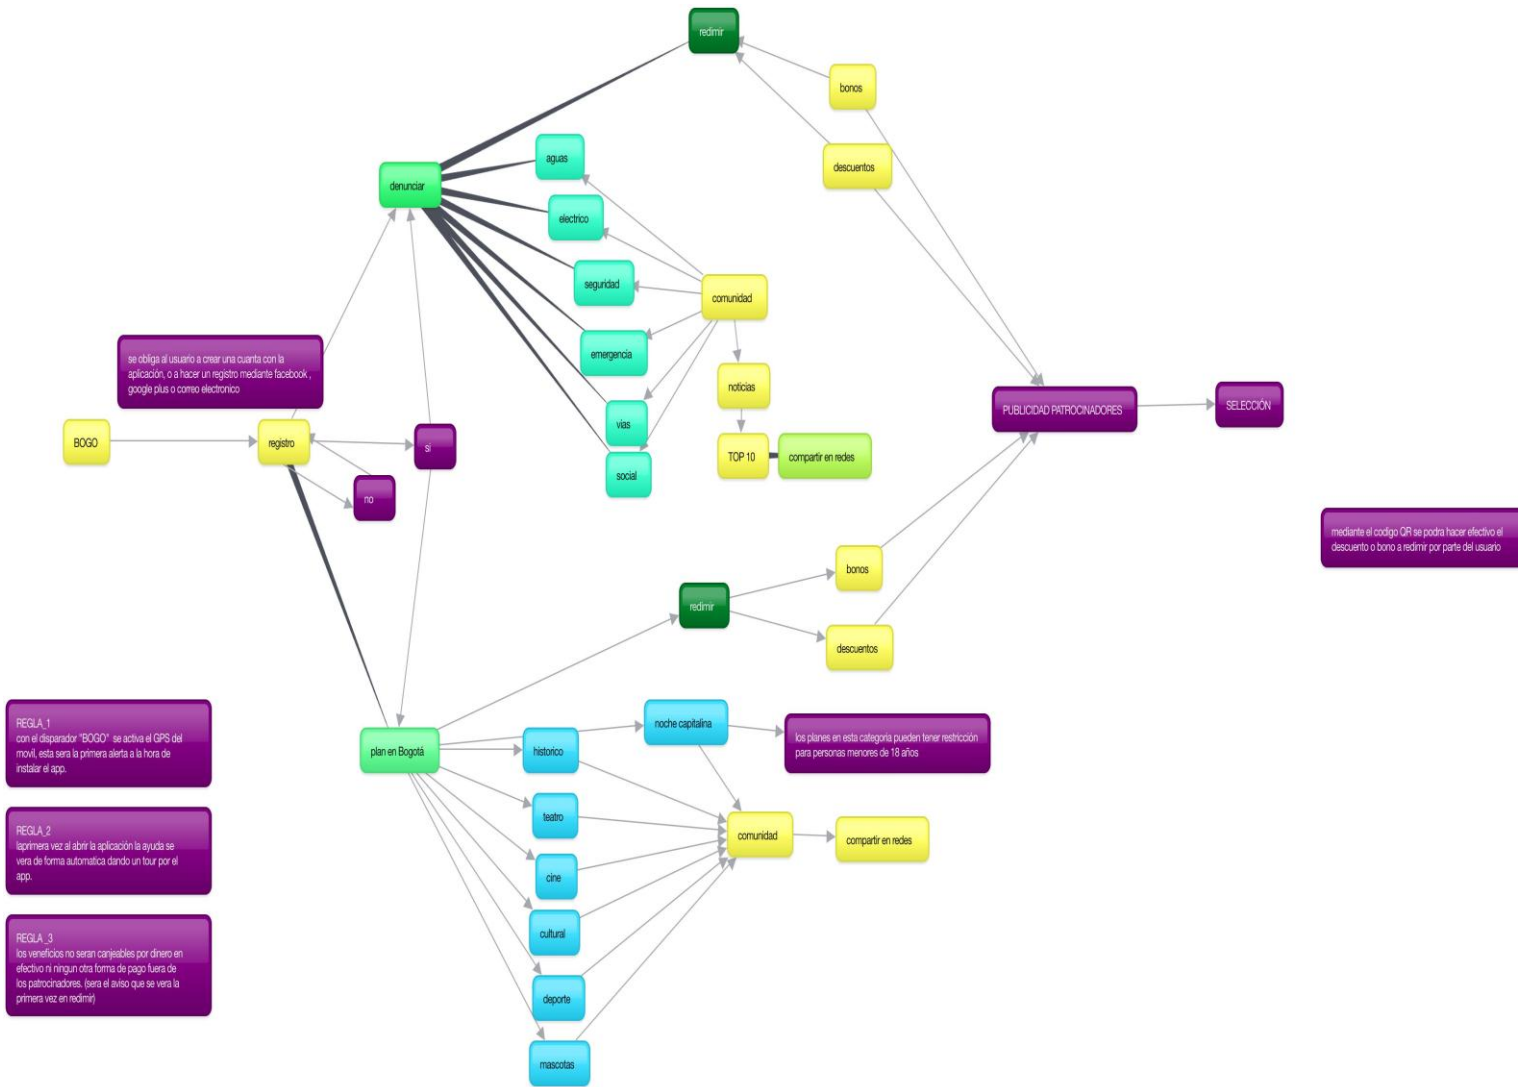 redimir
bonos
descuentos
aguas
denunciar
electrico
seguridad
comunidad
emergencia
noticias
vias
social
TOP 10
compartir en redes
se obliga al usuario a crear una cuanta con la
aplicación, o a hacer un registro mediante facebook ,
google plus o correo electronico
BOGO
registro
si
no
PUBLICIDAD PATROCINADORES
SELECCIÓN
mediante el codigo QR se podra hacer efectivo el
descuento o bono a redimir por parte del usuario
bonos
redimir
descuentos
REGLA_1
con el disparador "BOGO" se activa el GPS del
movil, esta sera la primera alerta a la hora de
instalar el app.
plan en Bogotá
noche capitalina
los planes en esta categoria pueden tener restricción
para personas menores de 18 años
historico
teatro
comunidad
compartir en redes
cine
cultural
deporte
mascotas
REGLA_2
laprimera vez al abrir la aplicación la ayuda se
vera de forma automatica dando un tour por el
app.
REGLA_3
los veneficios no seran canjeables por dinero en
efectivo ni ningun otra forma de pago fuera de
los patrocinadores. (sera el aviso que se vera la
primera vez en redimir)